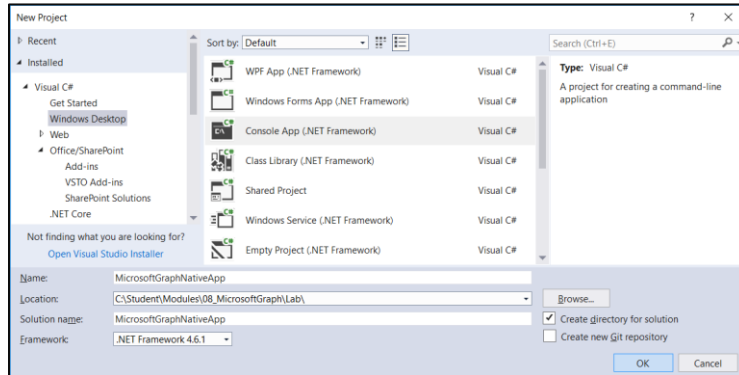 New Project
? ×
Recent
Installed
Visual C#
Get Started
Windows Desktop
Web
Office/SharePoint
Add-ins
VSTO Add-ins
SharePoint Solutions
.NET Core
Not finding what you are looking for?
Open Visual Studio Installer
Sort by: Default
WPF App (.NET Framework) Visual C#
Windows Forms App (.NET Framework) Visual C#
Console App (.NET Framework) Visual C#
Class Library (.NET Framework) Visual C#
Shared Project Visual C#
Windows Service (.NET Framework) Visual C#
Empty Project (.NET Framework) Visual C#
Search (Ctrl+E)
Type: Visual C#
A project for creating a command-line
application
Name: MicrosoftGraphNativeApp
Location: C:\Student\Modules\08_MicrosoftGraph\Lab\
Browse...
Solution name: MicrosoftGraphNativeApp
Create directory for solution
Framework: .NET Framework 4.6.1
Create new Git repository
OK Cancel